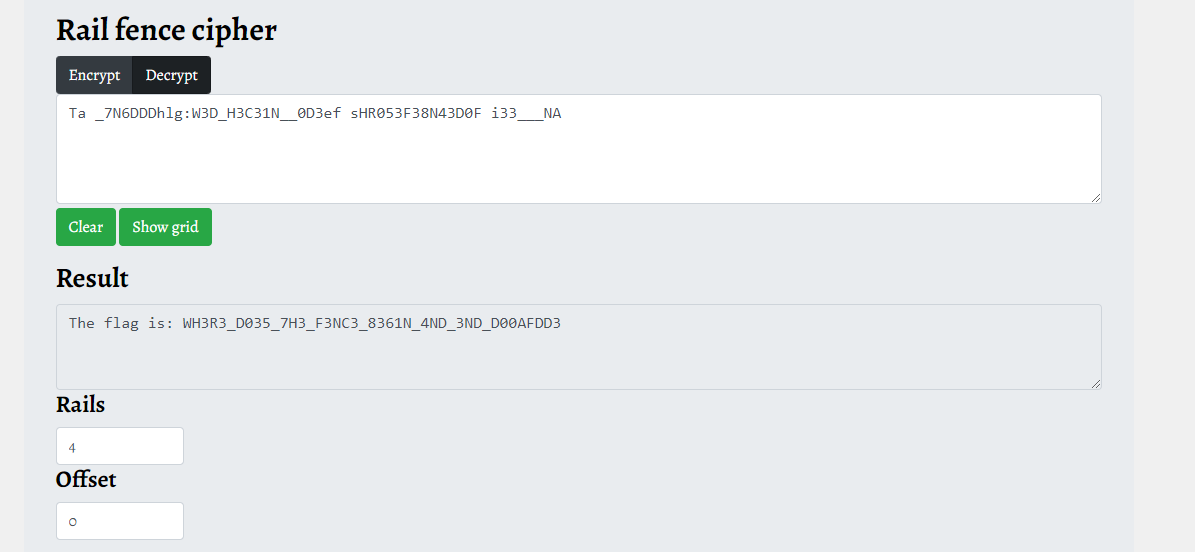 Rail fence cipher
Encrypt Decrypt
Ta _7N6DDDhlg:W3D_H3C31N__0D3ef sHR053F38N43D0F i33___NA
Clear Show grid
Result
The flag is: WH3R3_D035_7H3_F3NC3_8361N_4ND_3ND_D00AFDD3
Rails
4
Offset
0